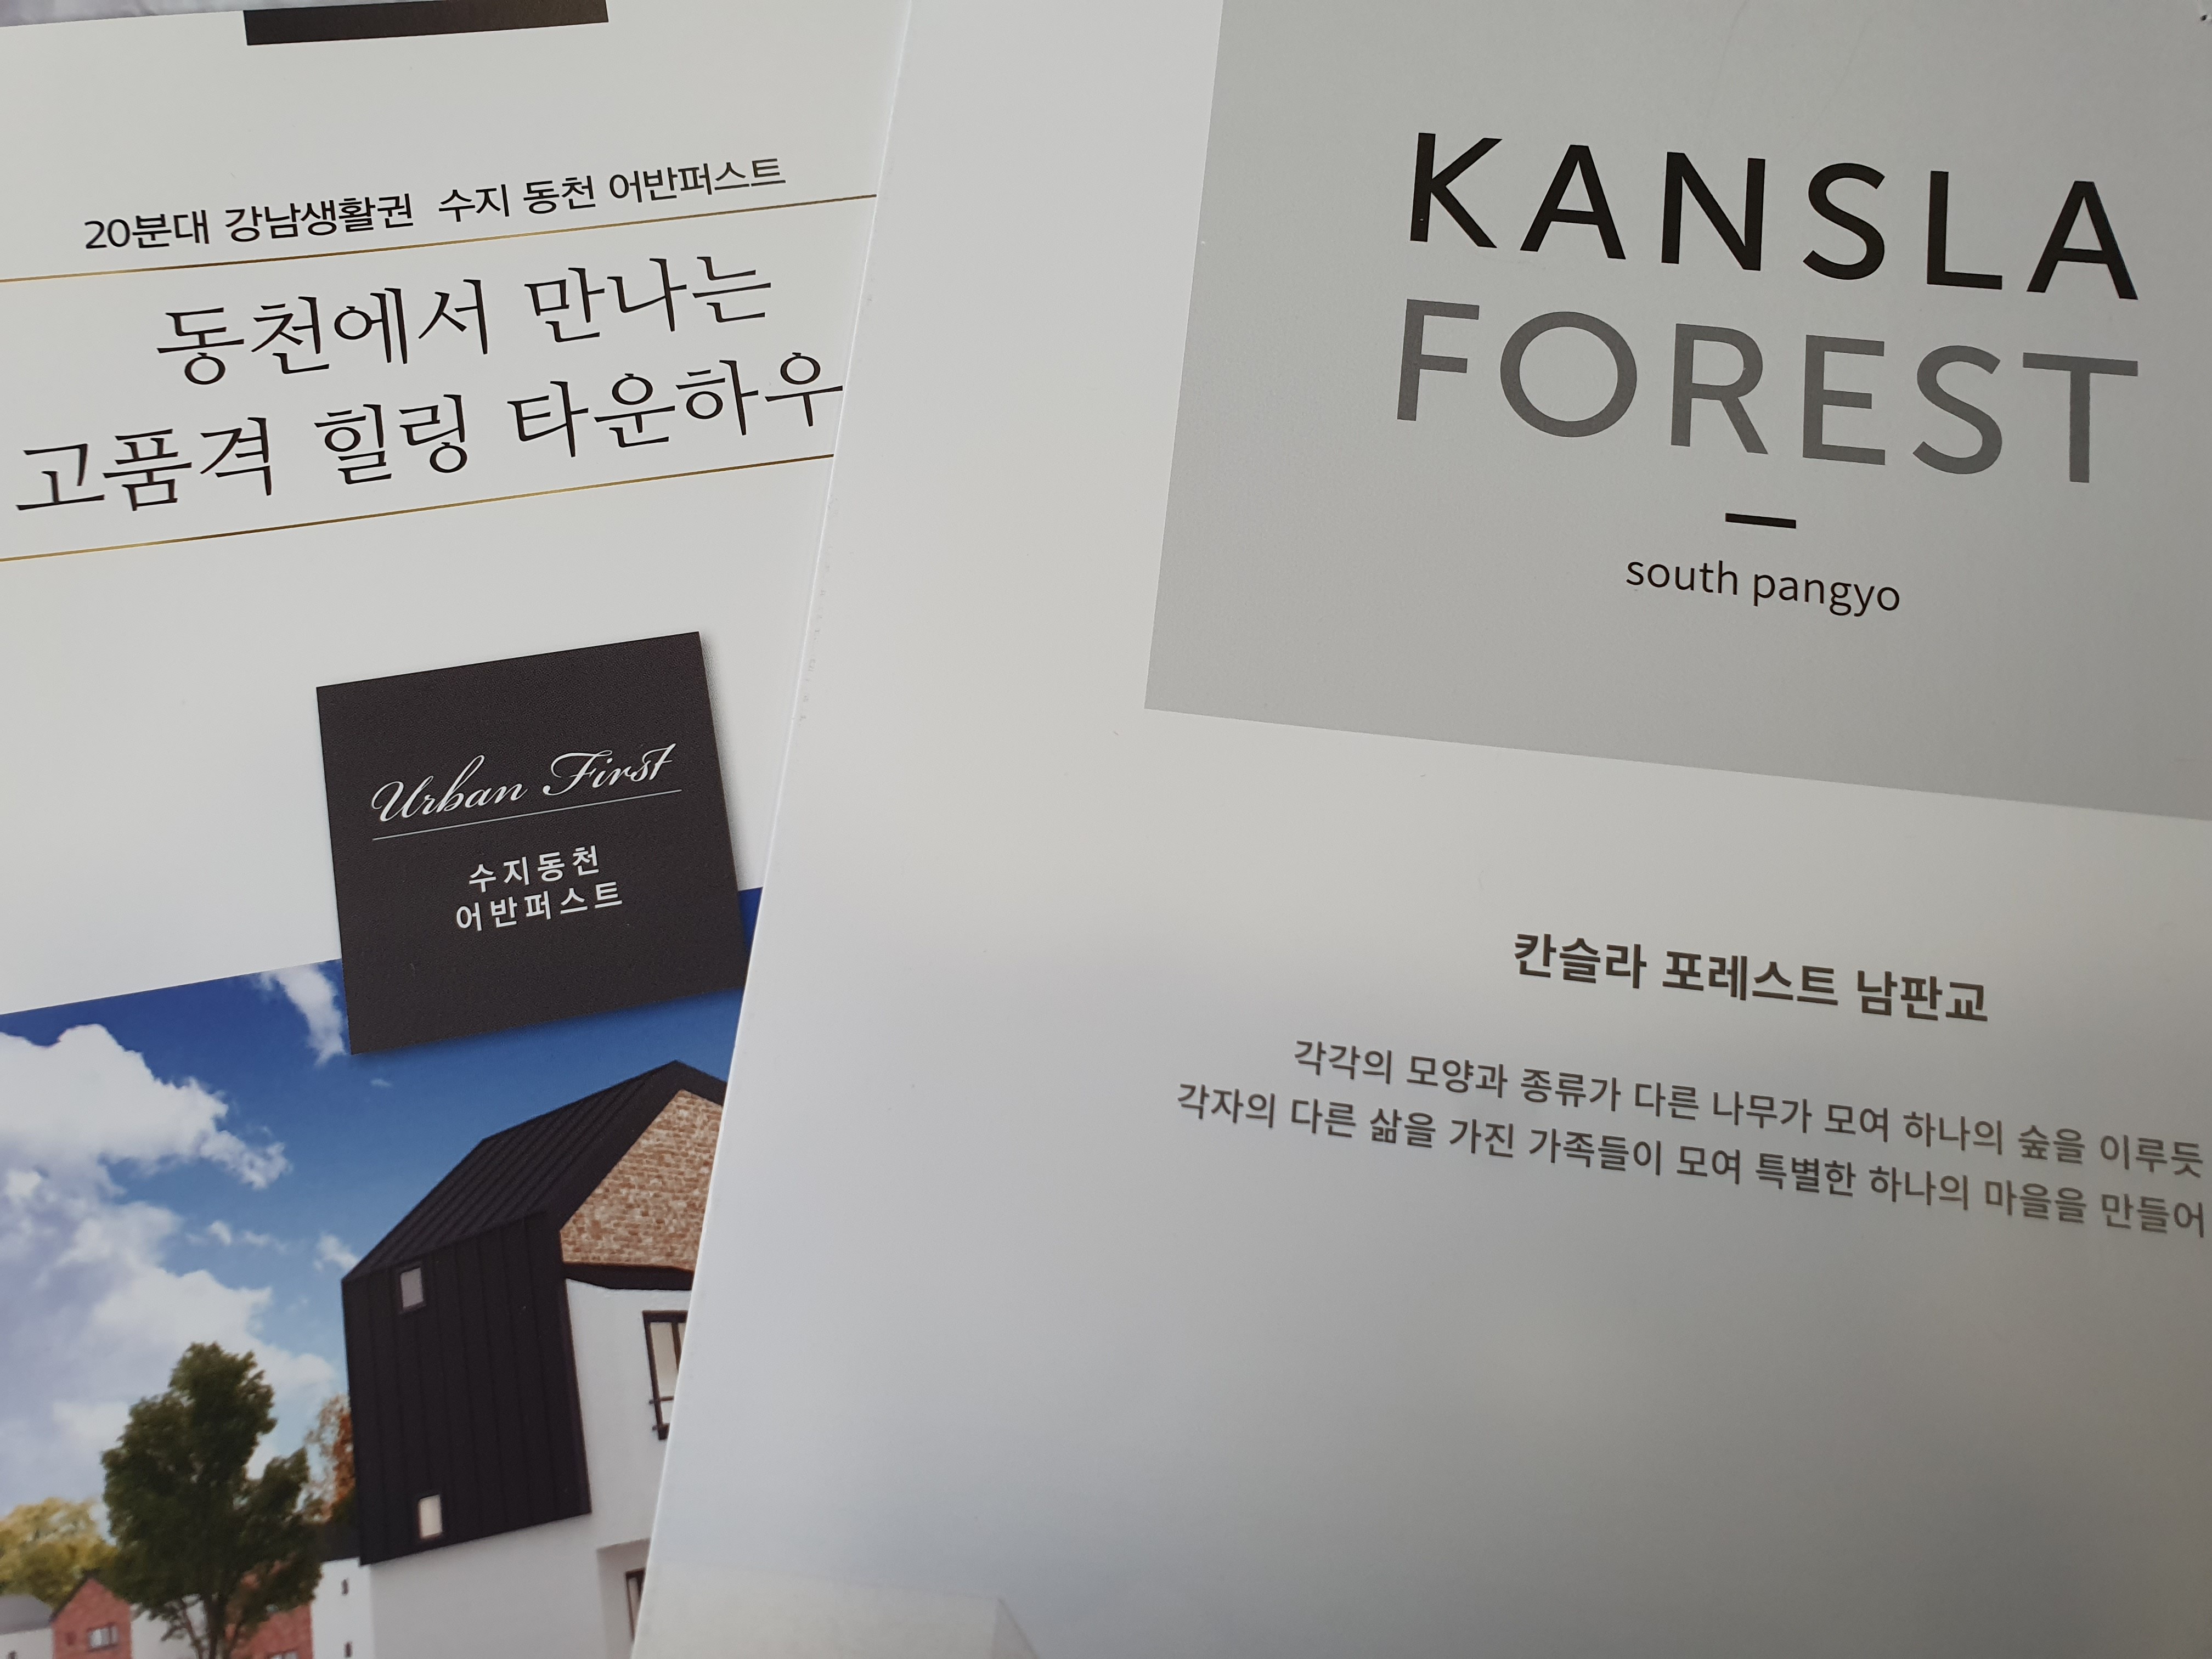 20분대 강남생활권 수지 동천 어반퍼스트
동천에서 만나는
고품격 힐링 타운하우
Urban First
수지동천
어반퍼스트
KANSLA
FOREST
south pangyo
칸슬라 포레스트 남판교
각각의 모양과 종류가 다른 나무가 모여 하나의 숲을 이루듯
각자의 다른 삶을 가진 가족들이 모여 특별한 하나의 마을을 만들어